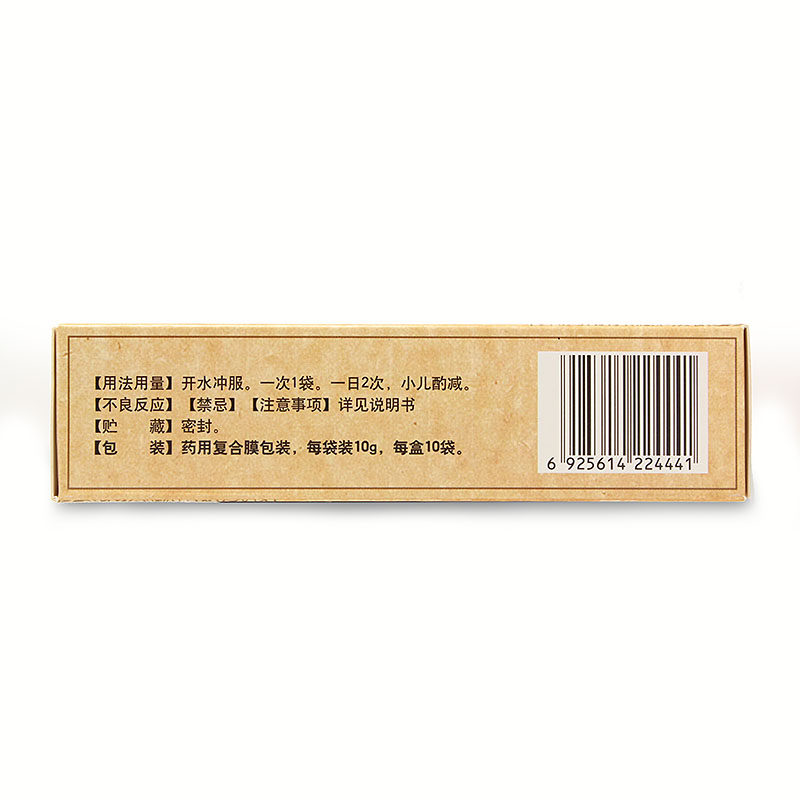 【用法用量】开水冲服。一次1袋。一日2次，小儿酌减。
【不良反应】【禁忌】【注意事项】详见说明书
【贮　　藏】密封。
【包　　装】药用复合膜包装，每袋装10g，每盒10袋。
6 925614 224441